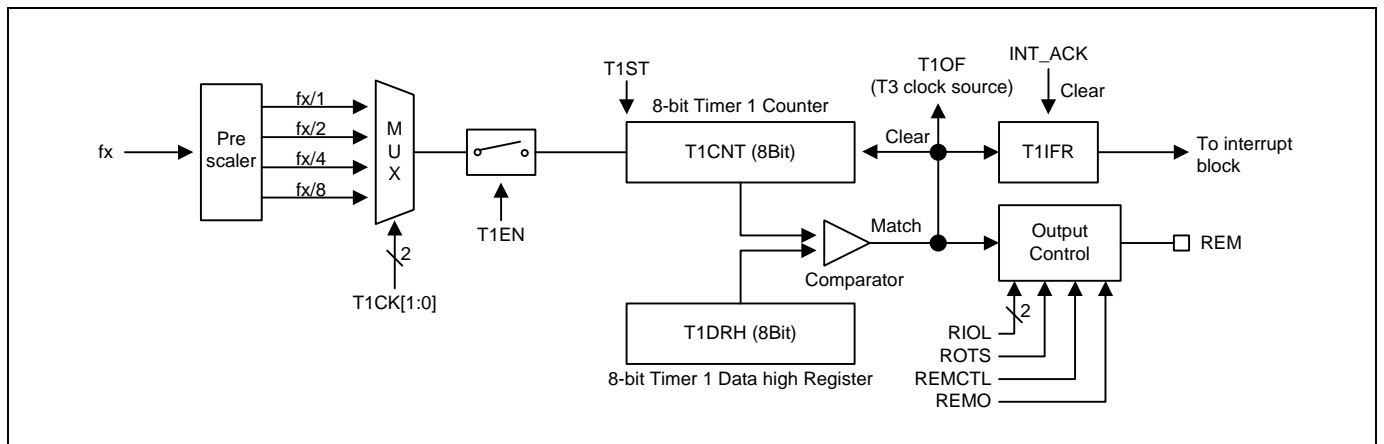 INT_ACK
T1OF
(T3 clock source)
T1ST
Clear
8-bit Timer 1 Counter
fx/1
fx/2
fx/4
fx/8
Pre
scaler
fx
M
U
X
T1CNT (8Bit)
Clear
T1IFR
To interrupt
block
T1EN
Match
Output
Control
REM
2
T1CK[1:0]
Comparator
T1DRH (8Bit)
8-bit Timer 1 Data high Register
2
RIOL
ROTS
REMCTL
REMO